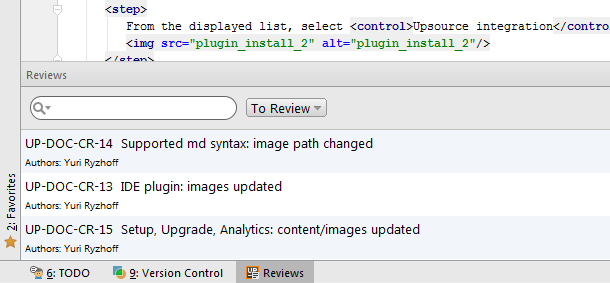 <step>
From the displayed list, select <control>Upsource integration</contro
<img src="plugin_install_2" alt="plugin_install_2"/>
</step>
Reviews
To Review
UP-DOC-CR-14 Supported md syntax: image path changed
Authors: Yuri Ryzhoff
UP-DOC-CR-13 IDE plugin: images updated
Authors: Yuri Ryzhoff
UP-DOC-CR-15 Setup, Upgrade, Analytics: content/images updated
Authors: Yuri Ryzhoff
2: Favorites
6: TODO 9: Version Control UP Reviews